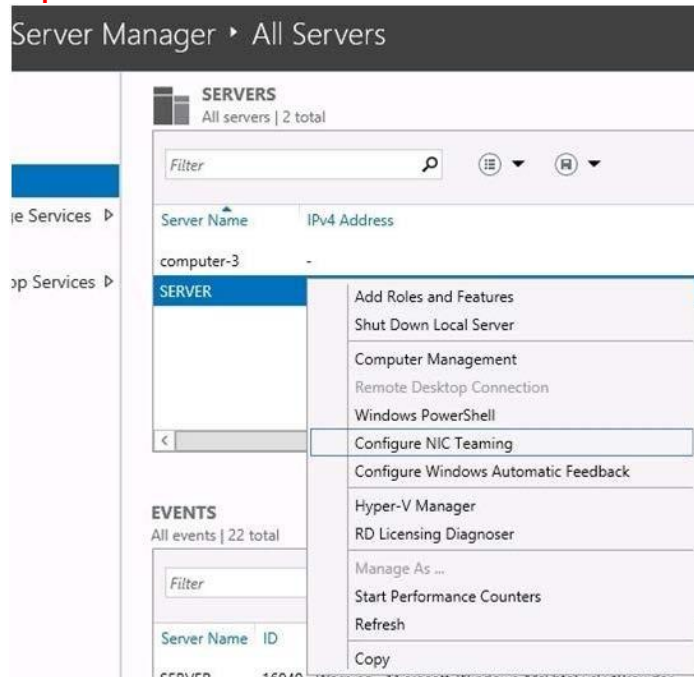 Server Manager ‣ All Servers
SERVERS
All servers | 2 total
Filter
Server Name IPv4 Address
computer-3 -
SERVER
ge Services
op Services
Add Roles and Features
Shut Down Local Server
Computer Management
Remote Desktop Connection
Windows PowerShell
Configure NIC Teaming
Configure Windows Automatic Feedback
Hyper-V Manager
RD Licensing Diagnoser
Manage As ...
Start Performance Counters
Refresh
Copy
EVENTS
All events | 22 total
Filter
Server Name ID